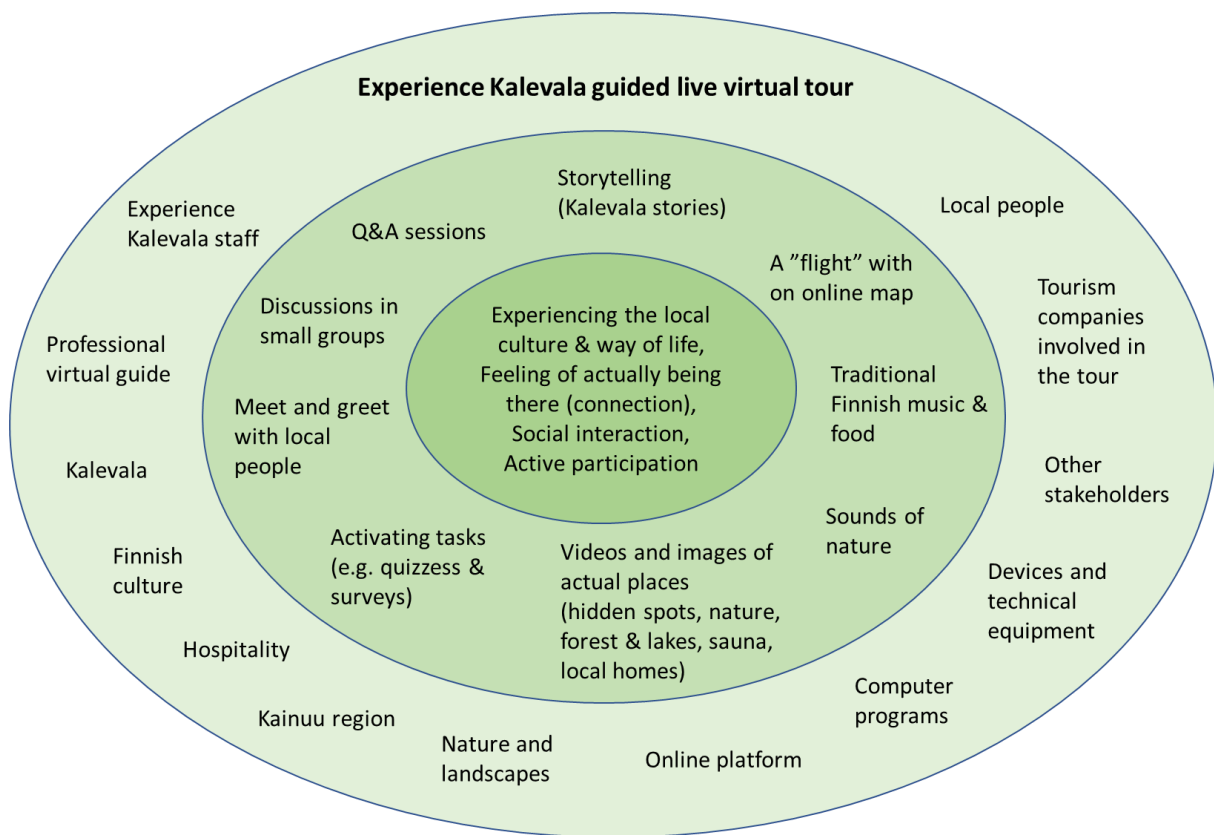 Experience Kalevala guided live virtual tour
Experience
Kalevala staff
Professional
virtual guide
Kalevala
Finnish
culture
Hospitality
Kainuu region
Nature and
landscapes
Online platform
Computer
programs
Devices and
technical
equipment
Other
stakeholders
Tourism
companies
involved in
the tour
Local people
Storytelling
(Kalevala stories)
Q&A sessions
Discussions in
small groups
Meet and greet
with local
people
Activating tasks
(e.g. quizzess &
surveys)
Videos and images of
actual places
(hidden spots, nature,
forest & lakes, sauna,
local homes)
Sounds of
nature
Traditional
Finnish music &
food
A ”flight” with
on online map
Experiencing the local
culture & way of life,
Feeling of actually being
there (connection),
Social interaction,
Active participation